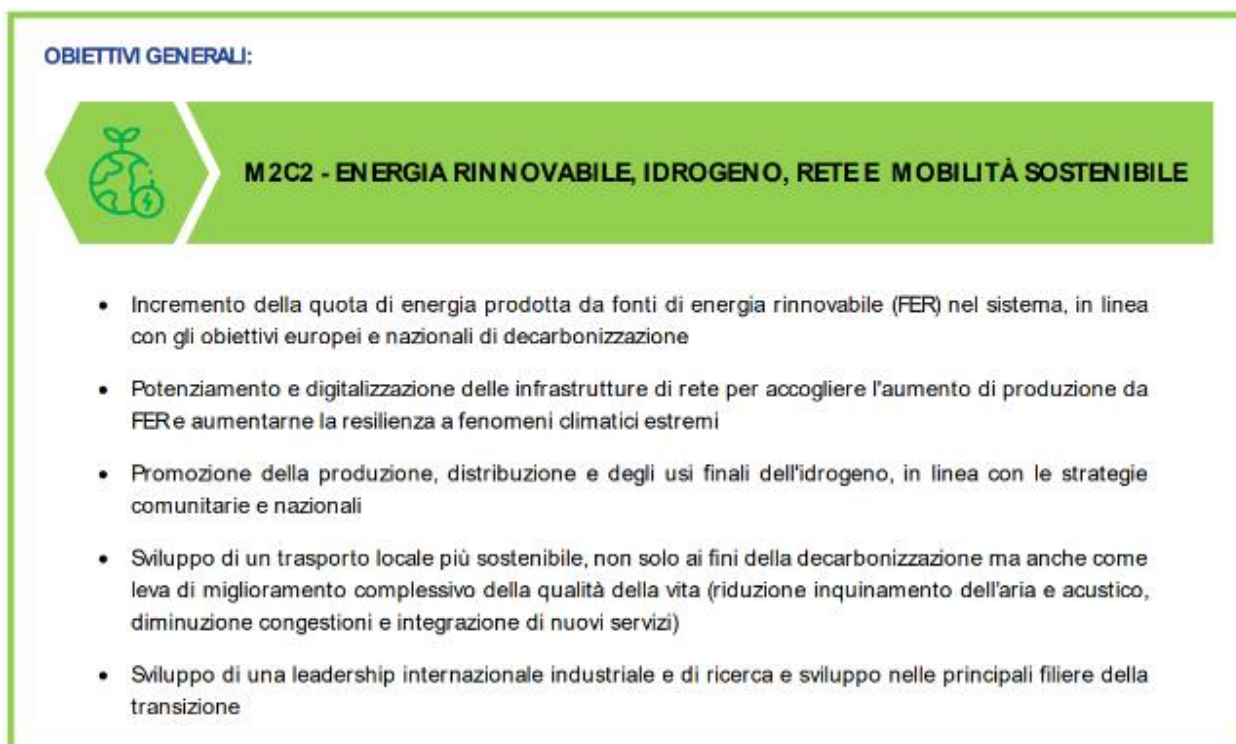 OBIETTIVI GENERALI:
M2C2 - ENERGIA RINNOVABILE, IDROGENO, RETE E MOBILITÀ SOSTENIBILE
• Incremento della quota di energia prodotta da fonti di energia rinnovabile (FER) nel sistema, in linea
con gli obiettivi europei e nazionali di decarbonizzazione
• Potenziamento e digitalizzazione delle infrastrutture di rete per accogliere l'aumento di produzione da
FER e aumentarne la resilienza a fenomeni climatici estremi
• Promozione della produzione, distribuzione e degli usi finali dell'idrogeno, in linea con le strategie
comunitarie e nazionali
• Sviluppo di un trasporto locale più sostenibile, non solo ai fini della decarbonizzazione ma anche come
leva di miglioramento complessivo della qualità della vita (riduzione inquinamento dell'aria e acustico,
diminuzione congestioni e integrazione di nuovi servizi)
• Sviluppo di una leadership internazionale industriale e di ricerca e sviluppo nelle principali filiere della
transizione